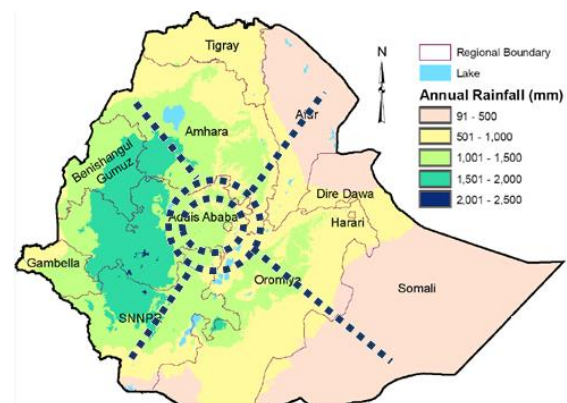 Tigray
N
Afar
Amhara
Benishangul
Gumuz
Addis Ababa
Dire Dawa
Harari
Gambella
Oromiya
Somali
SNNPR
Regional Boundary
Lake
Annual Rainfall (mm)
91 - 500
501 - 1,000
1,001 - 1,500
1,501 - 2,000
2,001 - 2,500